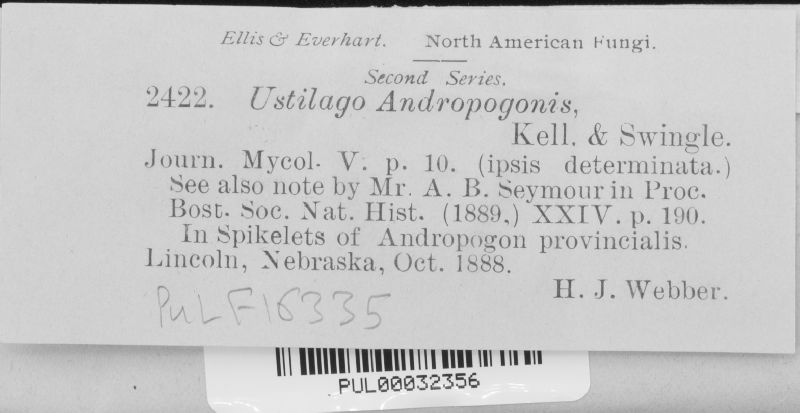 Ellis & Everhart. North American Fungi.
Second Series.
2422. Ustilago Andropogonis,
Kell. & Swingle.
Journ. Mycol. V. p. 10. (ipsis determinata.)
See also note by Mr. A. B. Seymour in Proc.
Bost. Soc. Nat. Hist. (1889,) XXIV. p. 190.
In Spikelets of Andropogon provincialis.
Lincoln, Nebraska, Oct. 1888.
H. J. Webber.
PuL F16335
PUL00032356